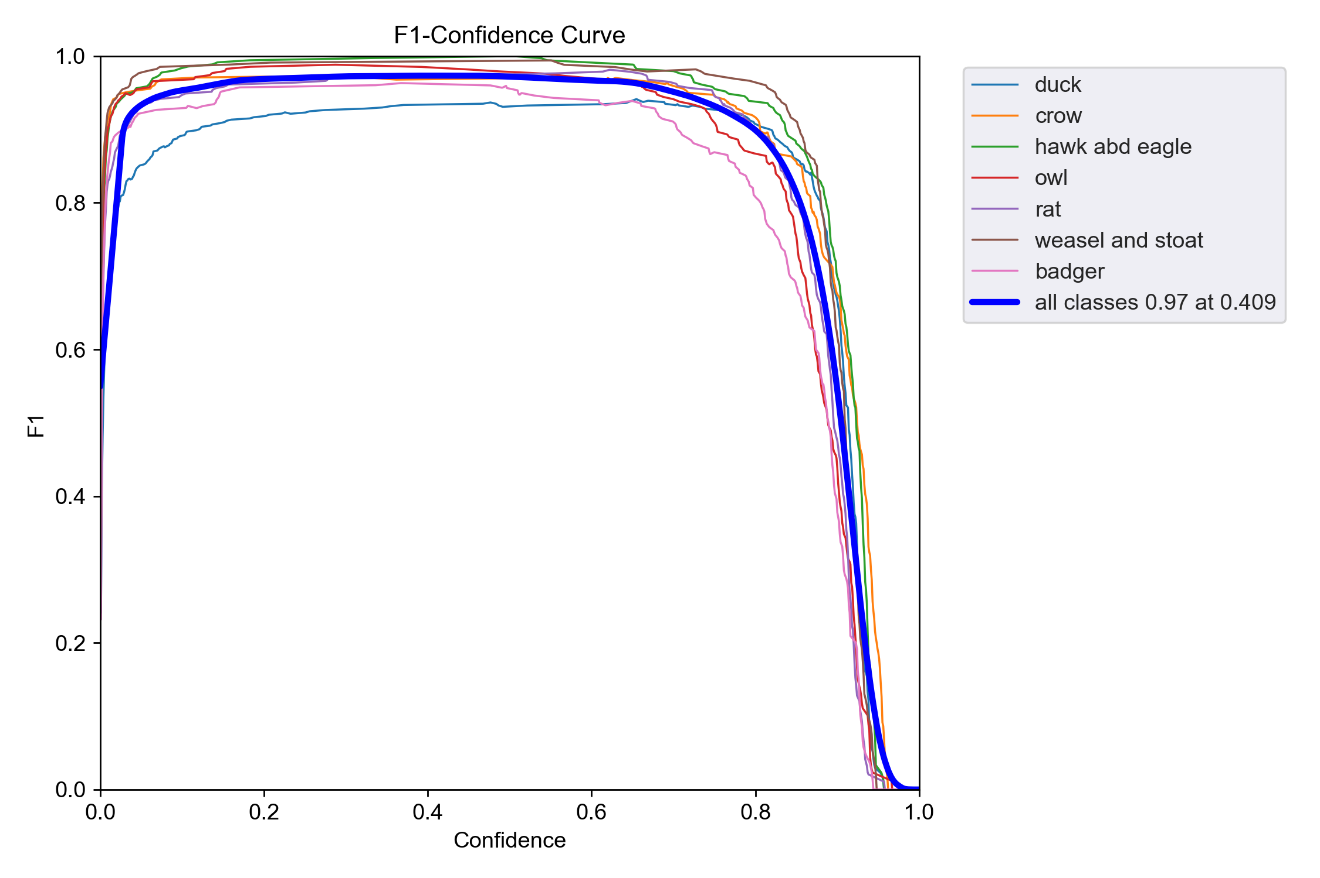 F1-Confidence Curve
1.0
0.8
0.6
0.4
0.2
0.0
F1
0.0 0.2 0.4 0.6 0.8 1.0
Confidence
duck
crow
hawk abd eagle
owl
rat
weasel and stoat
badger
all classes 0.97 at 0.409